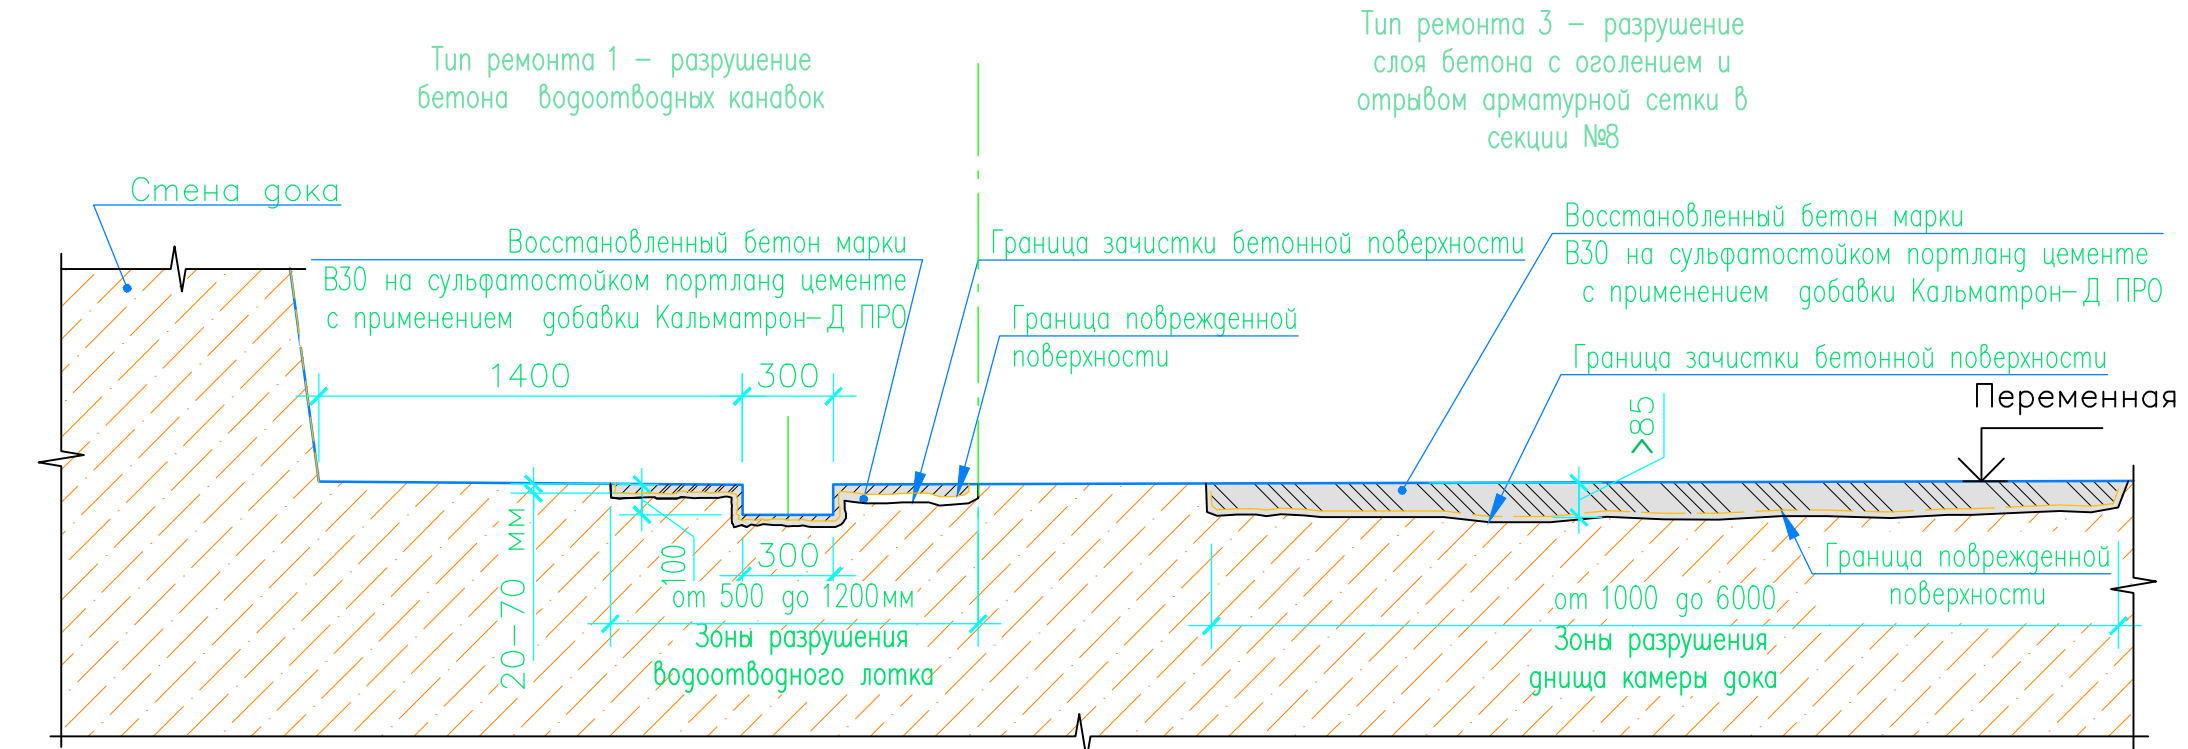 Тип ремонта 1 – разрушение
бетона водоотводных канавок
Тип ремонта 3 – разрушение
слоя бетона с оголением и
отрывом арматурной сетки в
секции №8
Стена дока
Восстановленный бетон марки
В30 на сульфатостойком портланд цементе
с применением добавки Кальматрон–Д ПРО
Граница зачистки бетонной поверхности
Граница поврежденной
поверхности
Восстановленный бетон марки
В30 на сульфатостойком портланд цементе
с применением добавки Кальматрон–Д ПРО
Граница зачистки бетонной поверхности
Переменная
1400
300
>85
20–70 мм
100
300
от 500 до 1200мм
Зоны разрушения
водоотводного лотка
Граница поврежденной
поверхности
от 1000 до 6000
Зоны разрушения
днища камеры дока